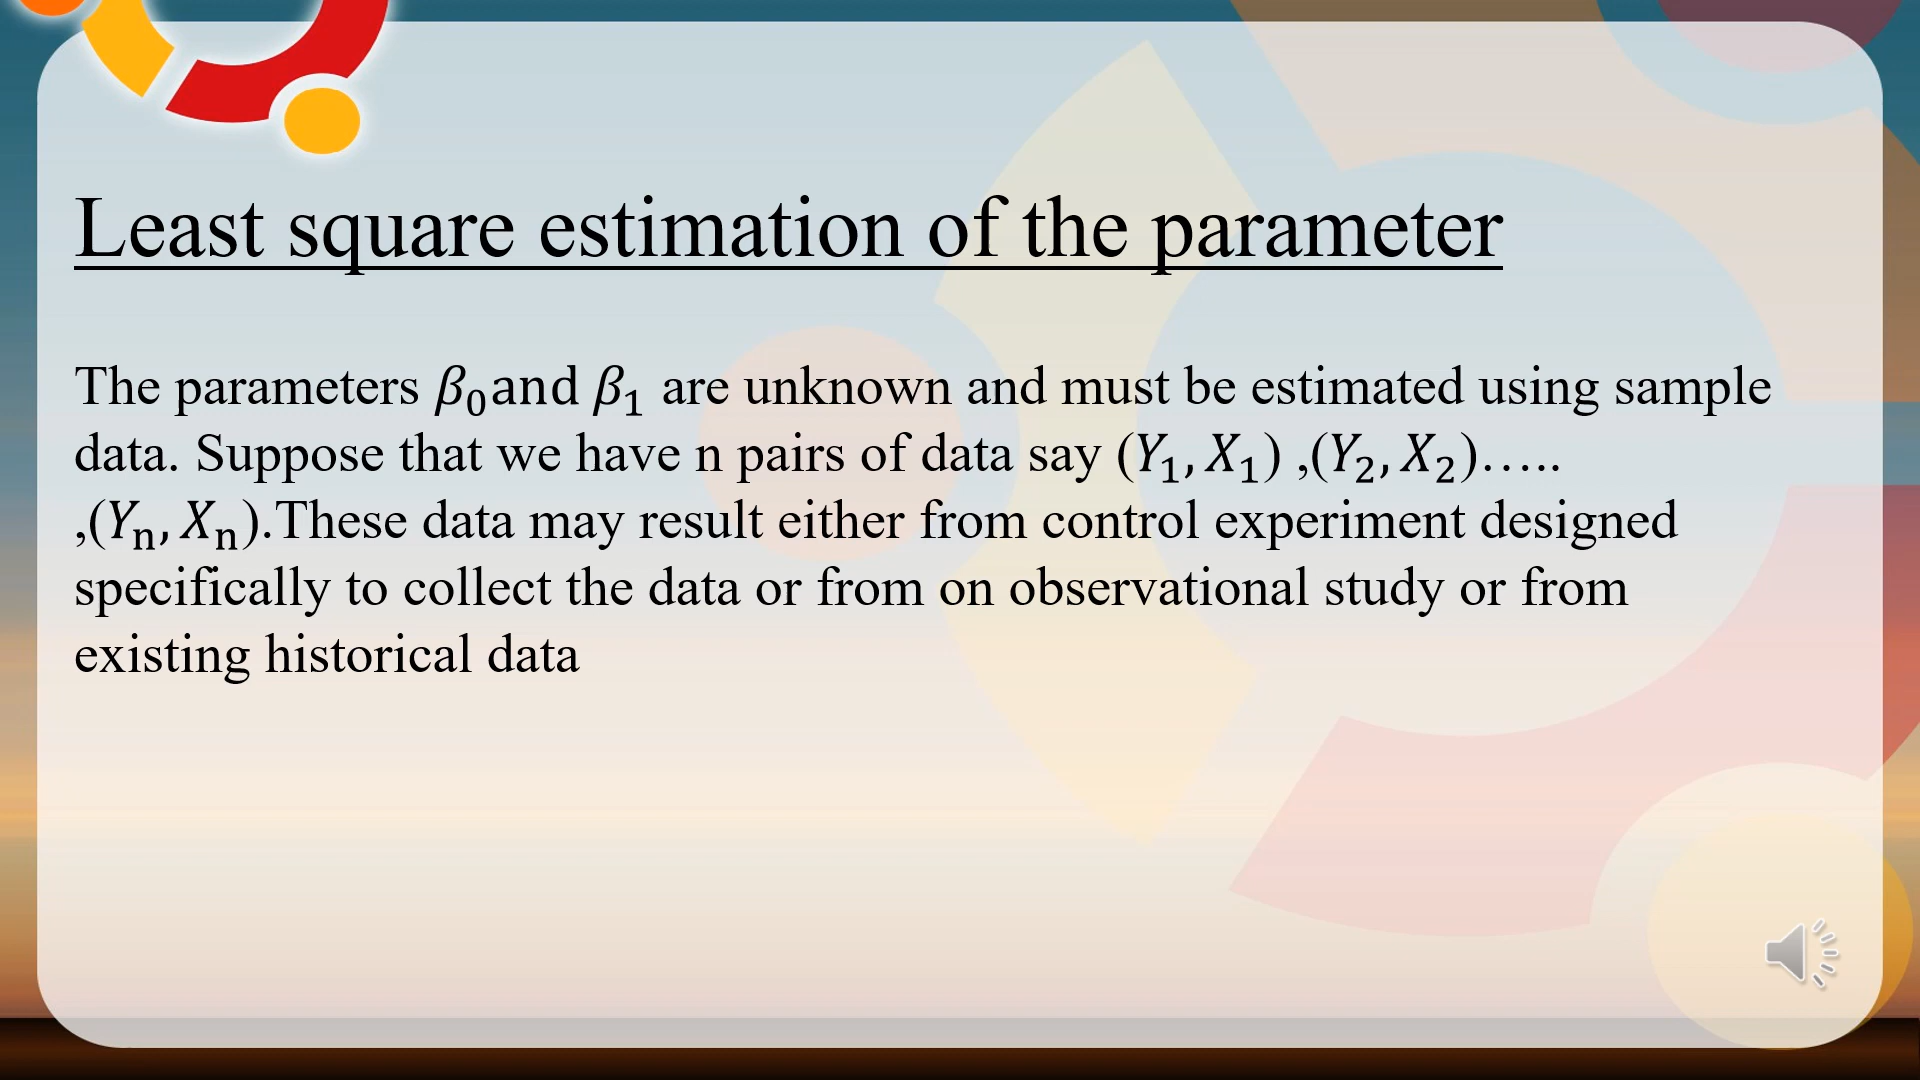 Least square estimation of the parameter
The parameters 𝛽₀and 𝛽₁ are unknown and must be estimated using sample
data. Suppose that we have n pairs of data say (𝑌₁, 𝑋₁) ,(𝑌₂, 𝑋₂)…..
,(𝑌ₙ, 𝑋ₙ).These data may result either from control experiment designed
specifically to collect the data or from on observational study or from
existing historical data